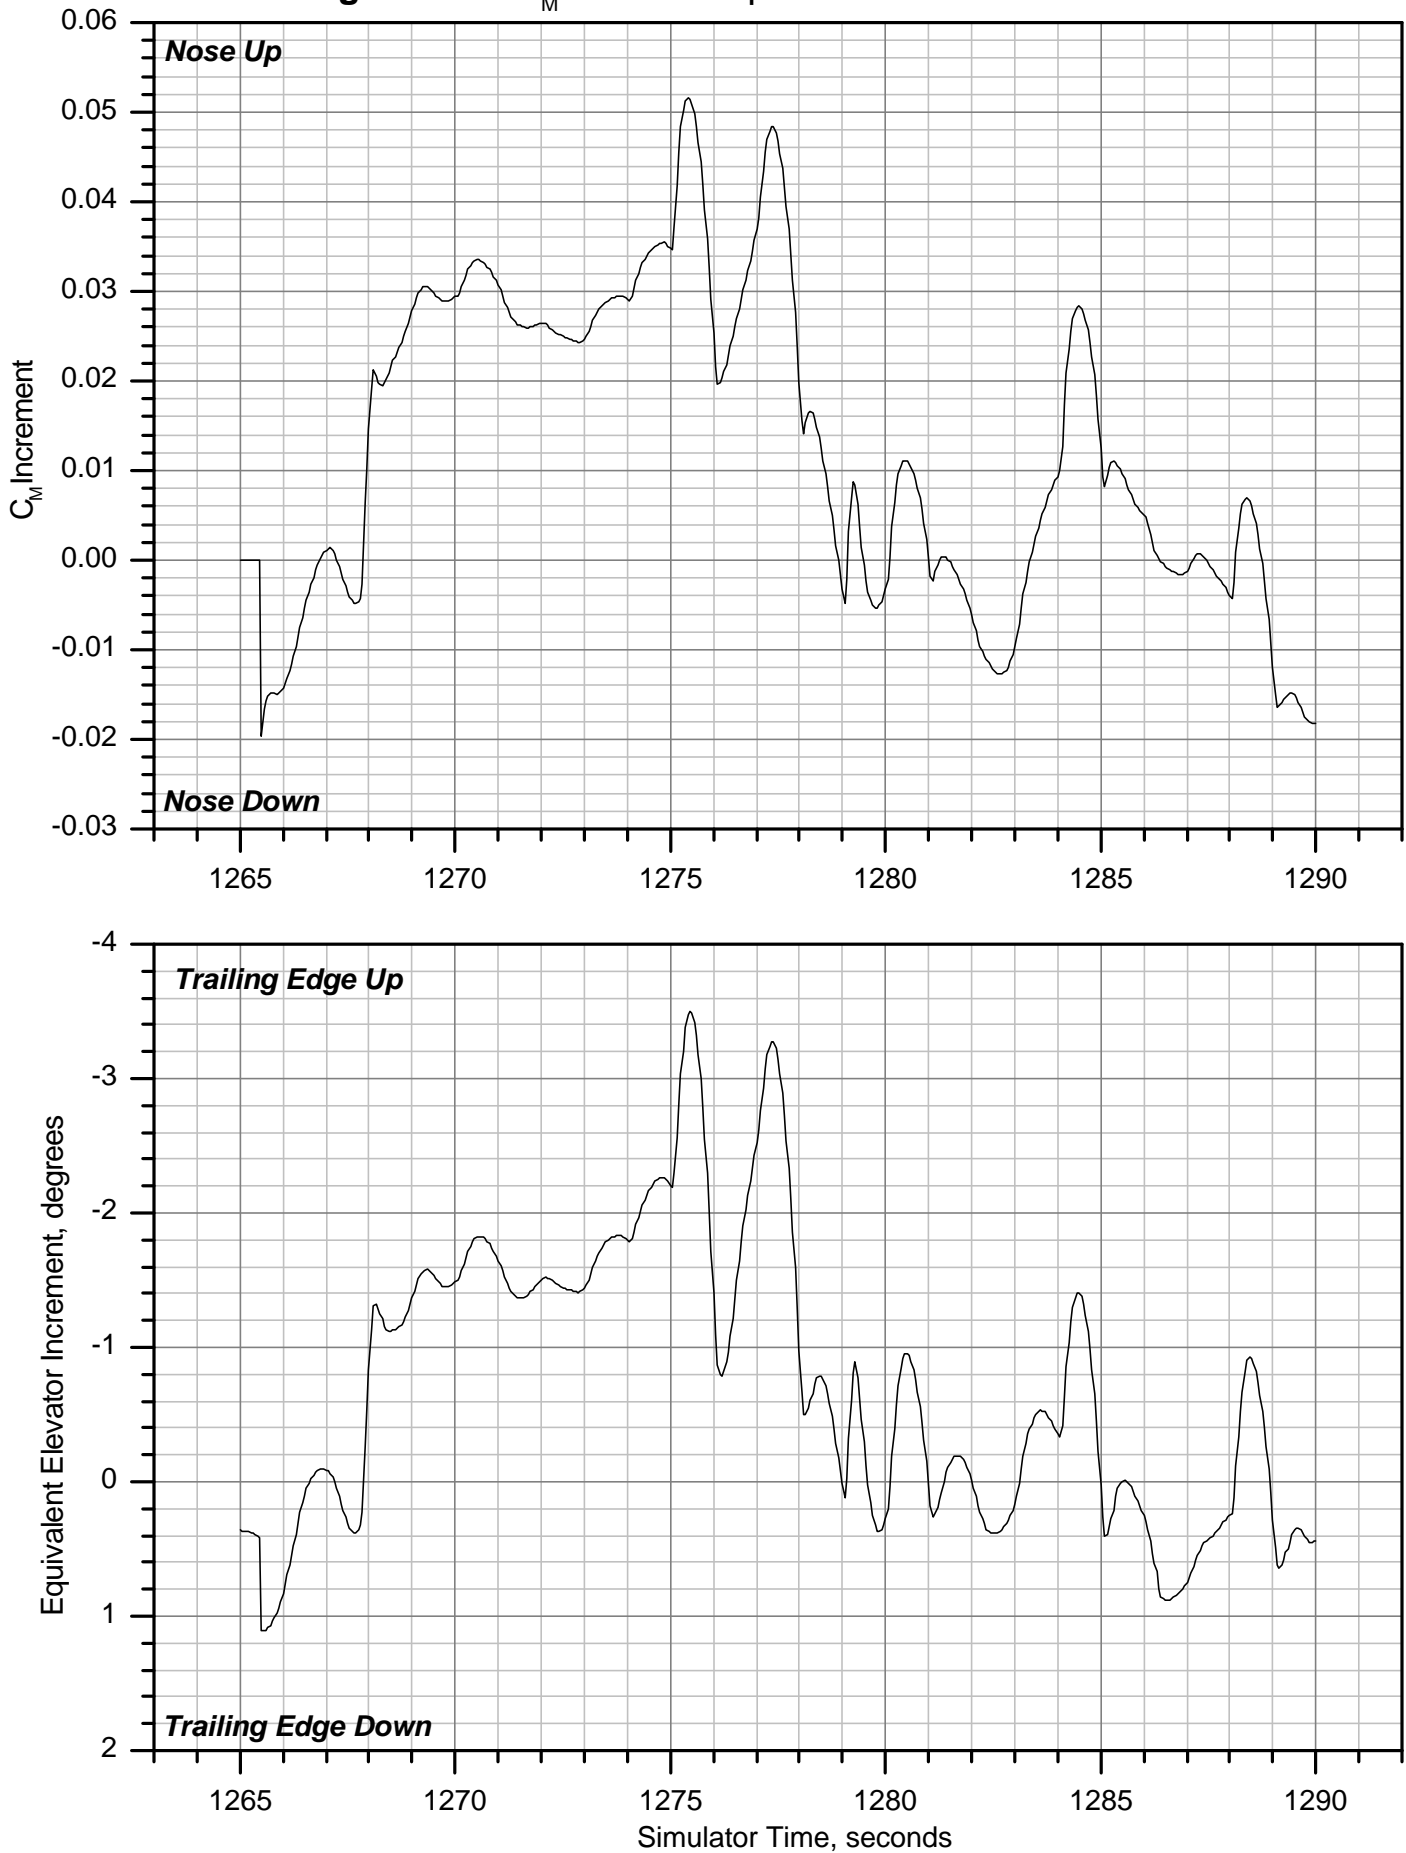 M
0.06
Nose Up
0.05
0.04
0.03
0.02
0.01
0.00
-0.01
-0.02
-0.03
Nose Down
C_M Increment
1265 1270 1275 1280 1285 1290
-4
Trailing Edge Up
-3
-2
-1
0
1
2
Trailing Edge Down
Equivalent Elevator Increment, degrees
1265 1270 1275 1280 1285 1290
Simulator Time, seconds